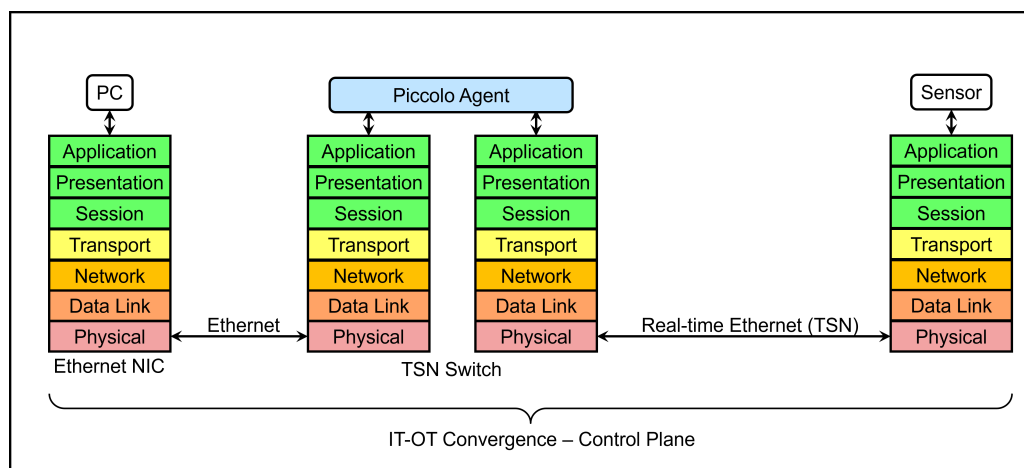 PC
Piccolo Agent
Sensor
Application
Presentation
Session
Transport
Network
Data Link
Physical
Ethernet NIC
Ethernet
Application
Presentation
Session
Transport
Network
Data Link
Physical
Application
Presentation
Session
Transport
Network
Data Link
Physical
TSN Switch
Real-time Ethernet (TSN)
Application
Presentation
Session
Transport
Network
Data Link
Physical
IT-OT Convergence – Control Plane